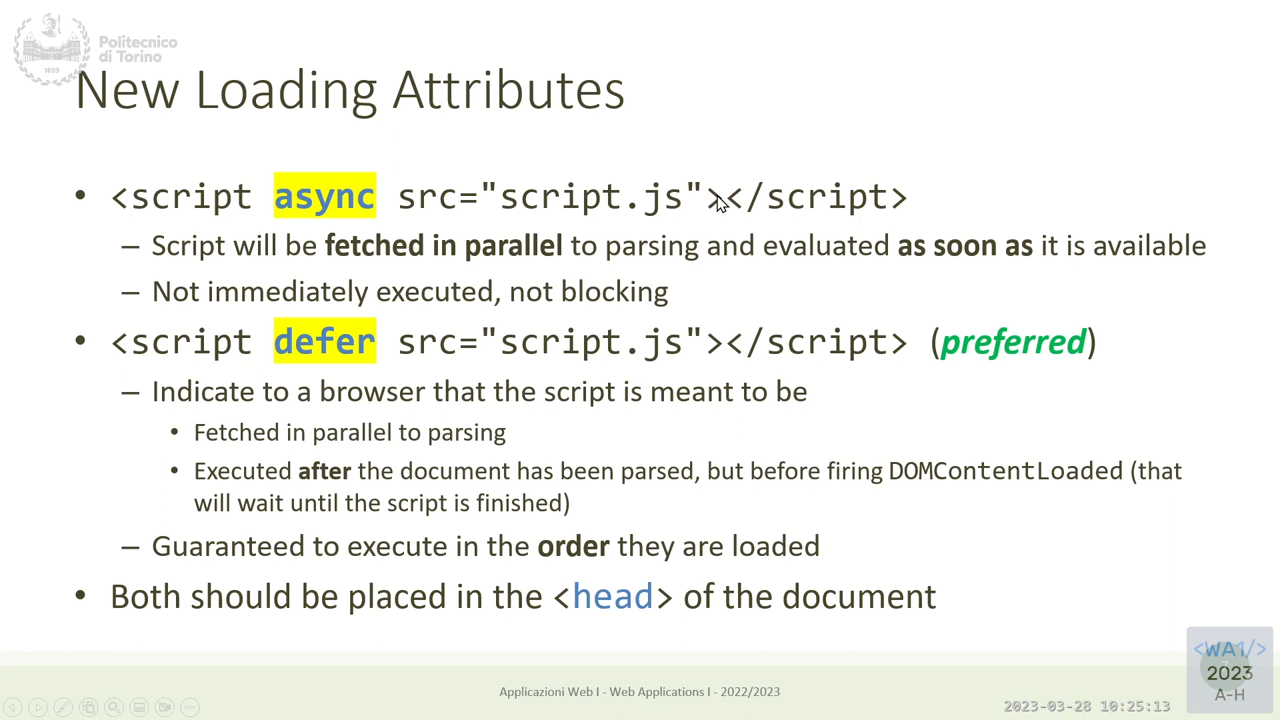 Politecnico
di Torino
1859
New Loading Attributes
• <script async src="script.js"></script>
– Script will be fetched in parallel to parsing and evaluated as soon as it is available
– Not immediately executed, not blocking
• <script defer src="script.js"></script> (preferred)
– Indicate to a browser that the script is meant to be
• Fetched in parallel to parsing
• Executed after the document has been parsed, but before firing DOMContentLoaded (that
will wait until the script is finished)
– Guaranteed to execute in the order they are loaded
• Both should be placed in the <head> of the document
Applicazioni Web I - Web Applications I - 2022/2023
2023-03-28 10:25:13
<WA1/>
2023
A-H